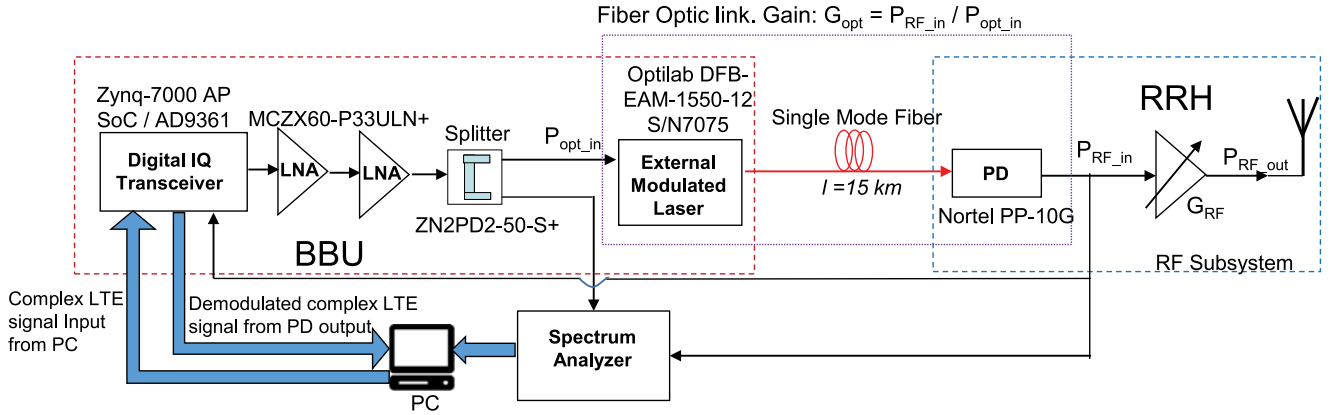 Fiber Optic link. Gain: G_opt = P_RF_in / P_opt_in
Zynq-7000 AP
SoC / AD9361
Digital IQ
Transceiver
MCZX60-P33ULN+
LNA
LNA
Splitter
ZN2PD2-50-S+
P_opt_in
Optilab DFB-
EAM-1550-12
S/N7075
External
Modulated
Laser
Single Mode Fiber
l =15 km
PD
Nortel PP-10G
RRH
P_RF_in
P_RF_out
G_RF
RF Subsystem
BBU
Complex LTE
signal Input
from PC
Demodulated complex LTE
signal from PD output
PC
Spectrum
Analyzer